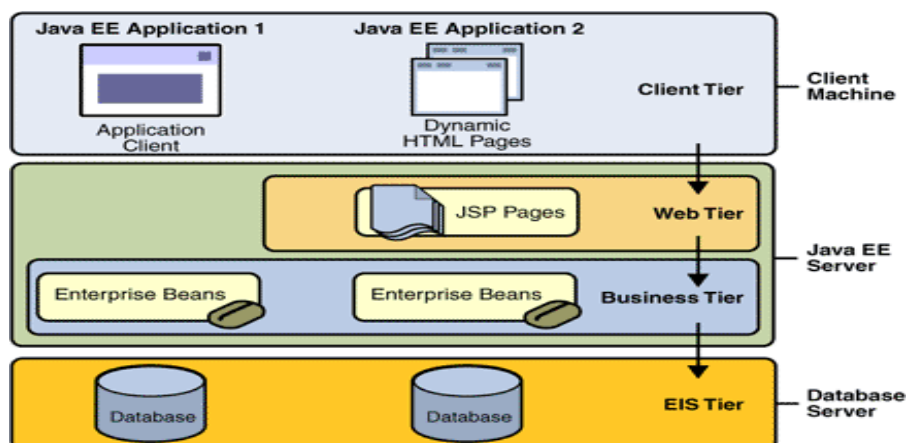 Java EE Application 1
Java EE Application 2
Application
Client
Dynamic
HTML Pages
Client Tier
Client
Machine
JSP Pages
Web Tier
Java EE
Server
Enterprise Beans
Enterprise Beans
Business Tier
Database
Database
EIS Tier
Database
Server